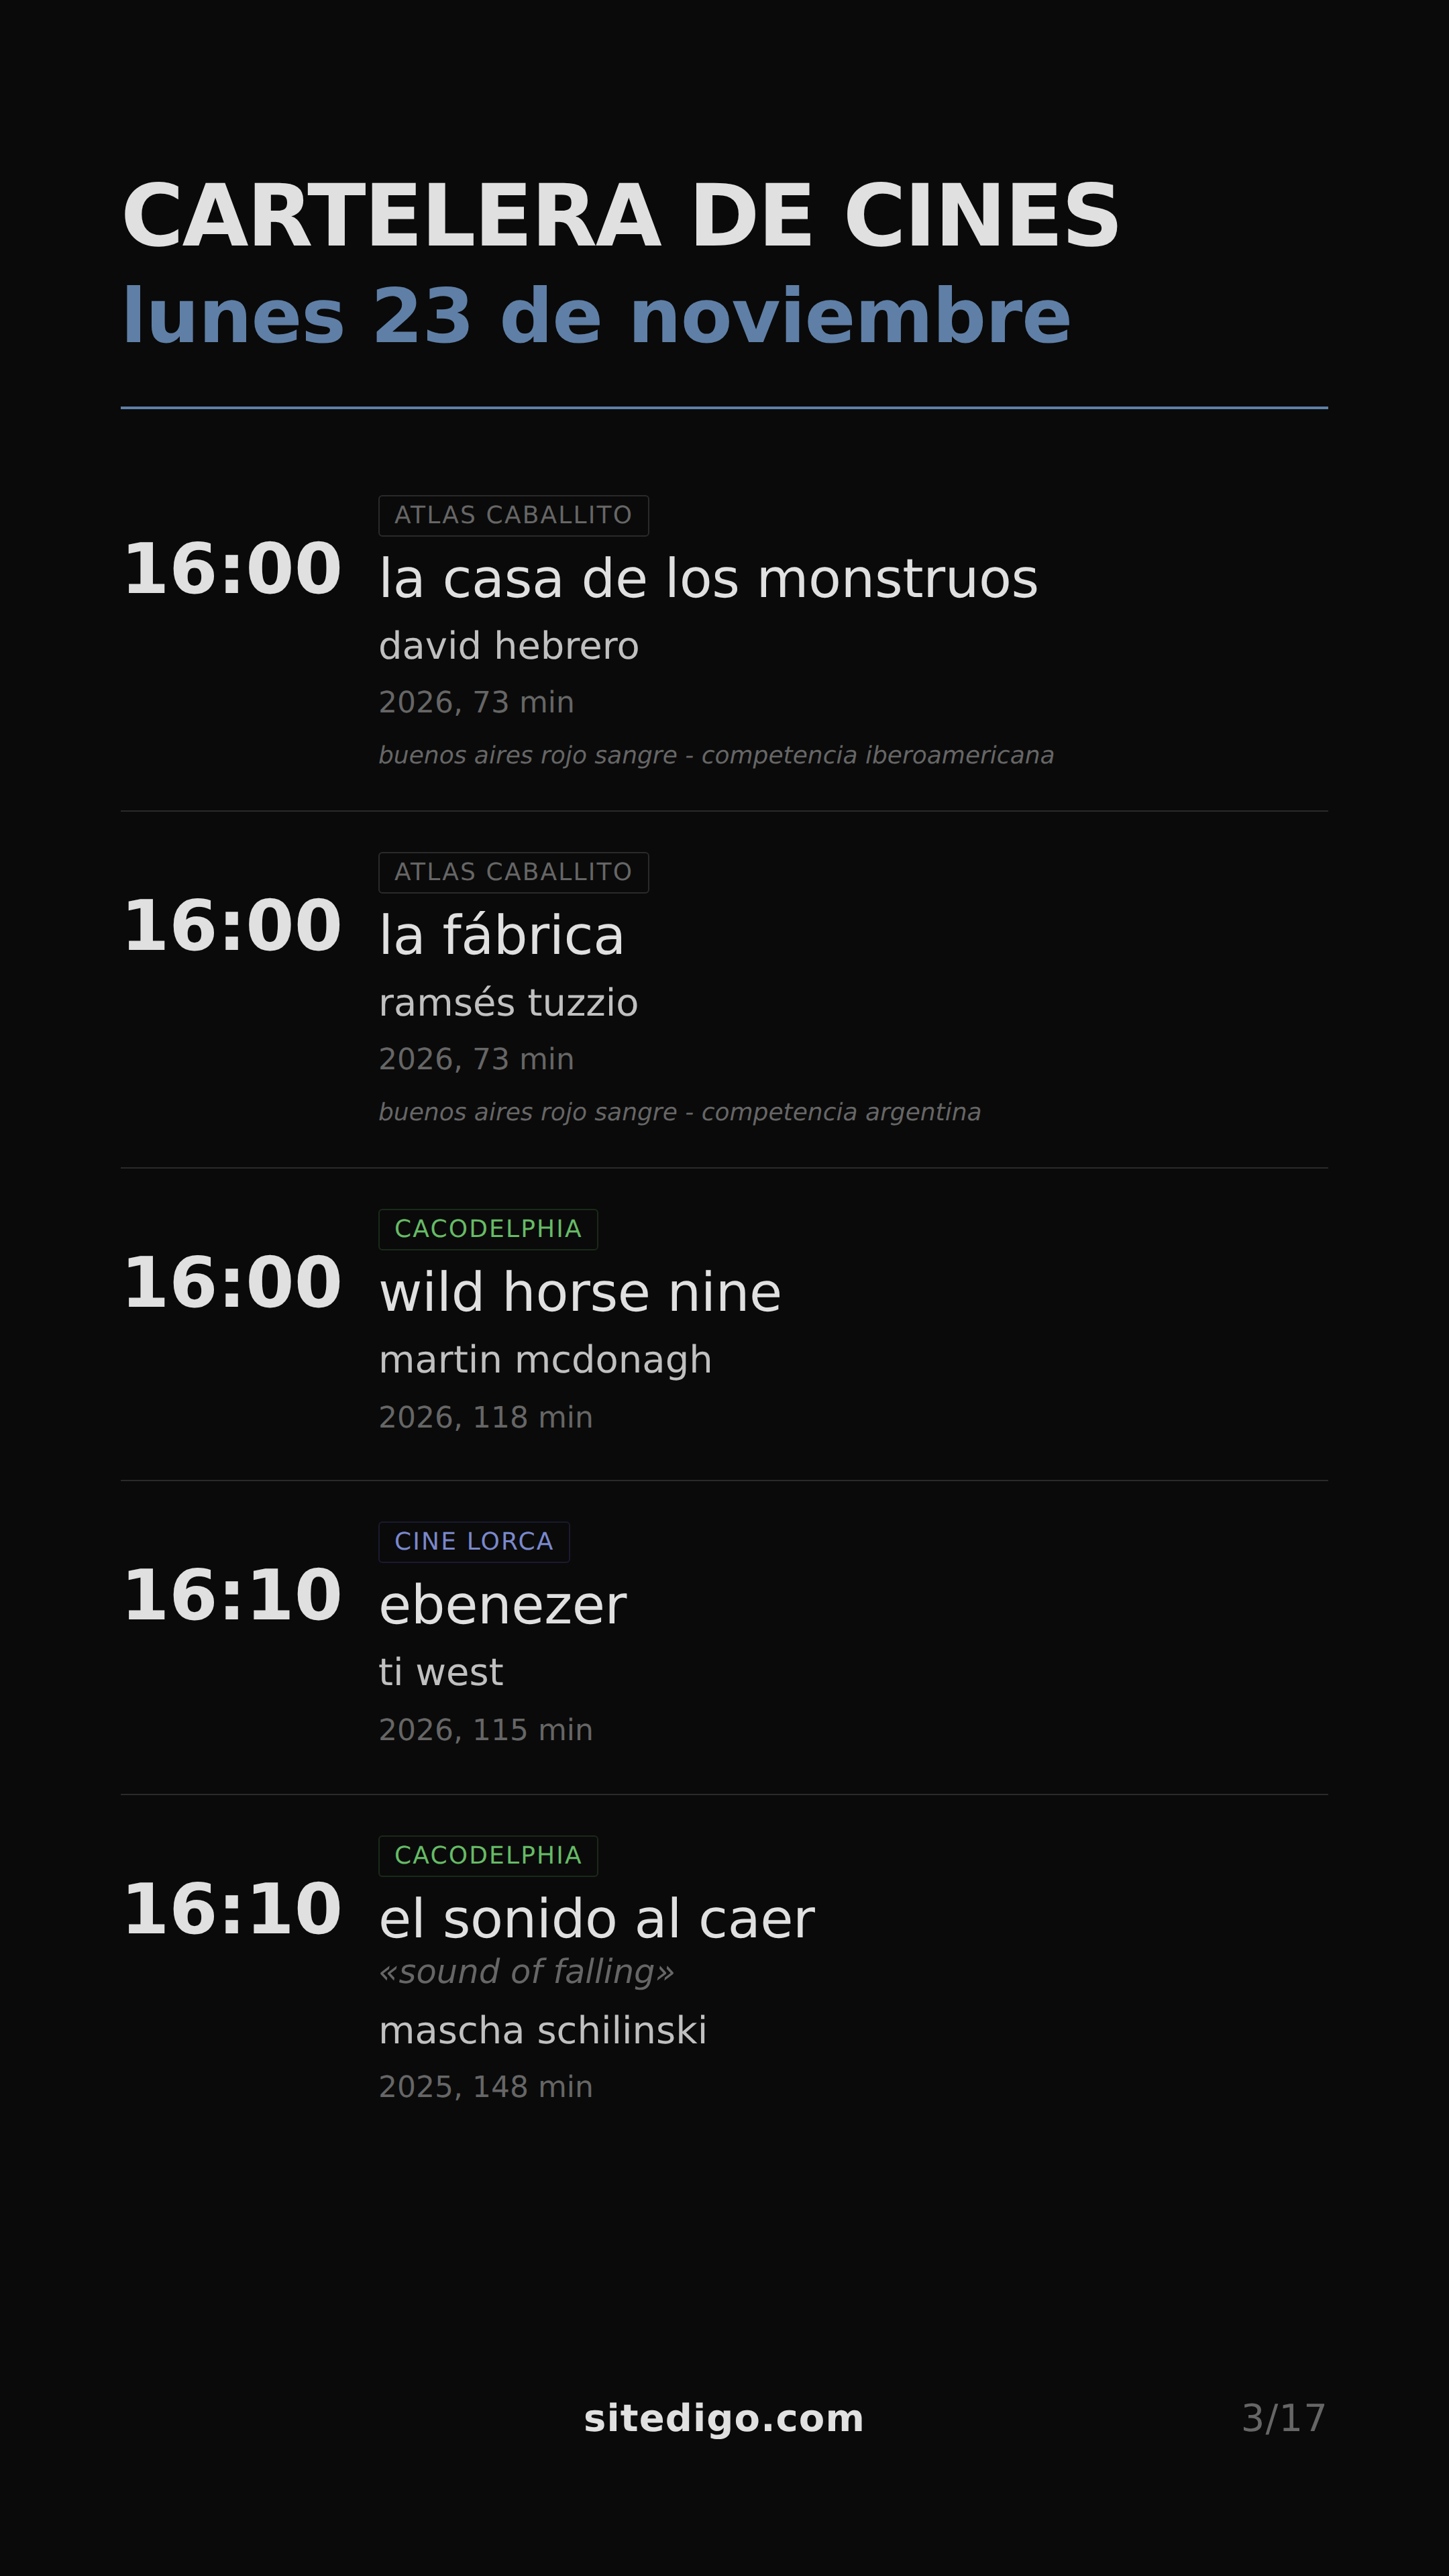 CARTELERA DE CINES
lunes 23 de noviembre
ATLAS CABALLITO
16:00
la casa de los monstruos
david hebrero
2026, 73 min
buenos aires rojo sangre - competencia iberoamericana
ATLAS CABALLITO
16:00
la fábrica
ramsés tuzzio
2026, 73 min
buenos aires rojo sangre - competencia argentina
CACODELPHIA
16:00
wild horse nine
martin mcdonagh
2026, 118 min
CINE LORCA
16:10
ebenezer
ti west
2026, 115 min
CACODELPHIA
16:10
el sonido al caer
«sound of falling»
mascha schilinski
2025, 148 min
sitedigo.com
3/17